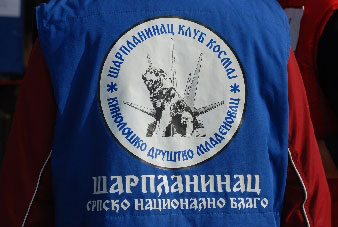 ШАРПЛАНИНАЦ КЛУБ КОСМАЈ
КИНОЛОШКО ДРУШТВО МЛАДЕНОВАЦ
ШАРПЛАНИНАЦ
СРПСКО НАЦИОНАЛНО БЛАГО